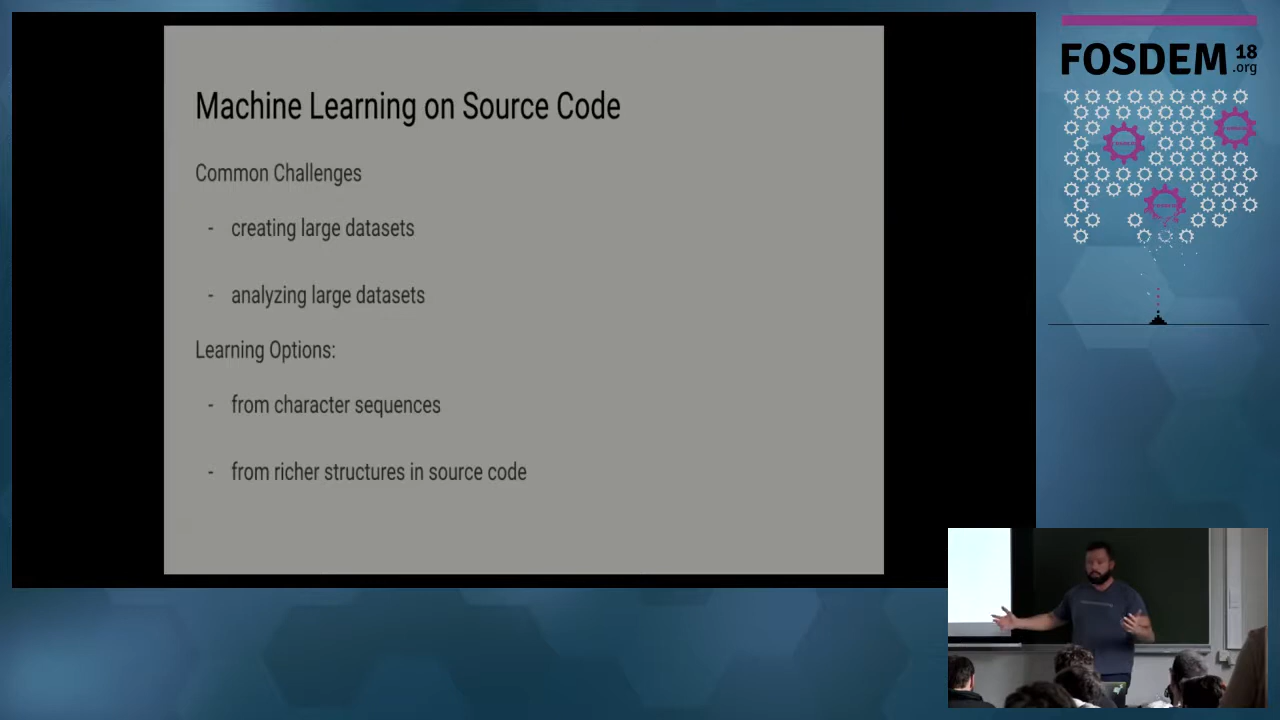 Machine Learning on Source Code
Common Challenges
- creating large datasets
- analyzing large datasets
Learning Options:
- from character sequences
- from richer structures in source code
FOSDEM 18
.org